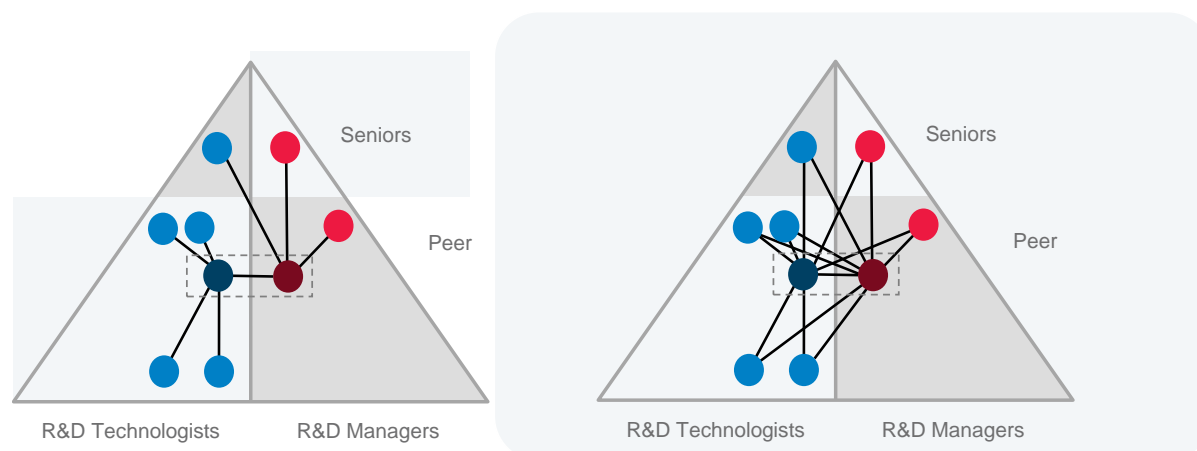 Seniors
Peer
R&D Technologists
R&D Managers
Seniors
Peer
R&D Technologists
R&D Managers